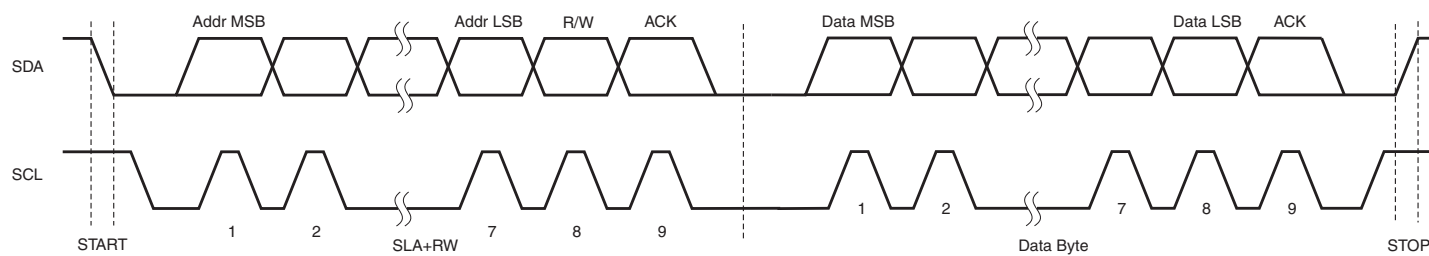 Addr MSB Addr LSB R/W ACK Data MSB Data LSB ACK
SDA
SCL
1 2 7 8 9 1 2 7 8 9
START SLA+RW Data Byte STOP